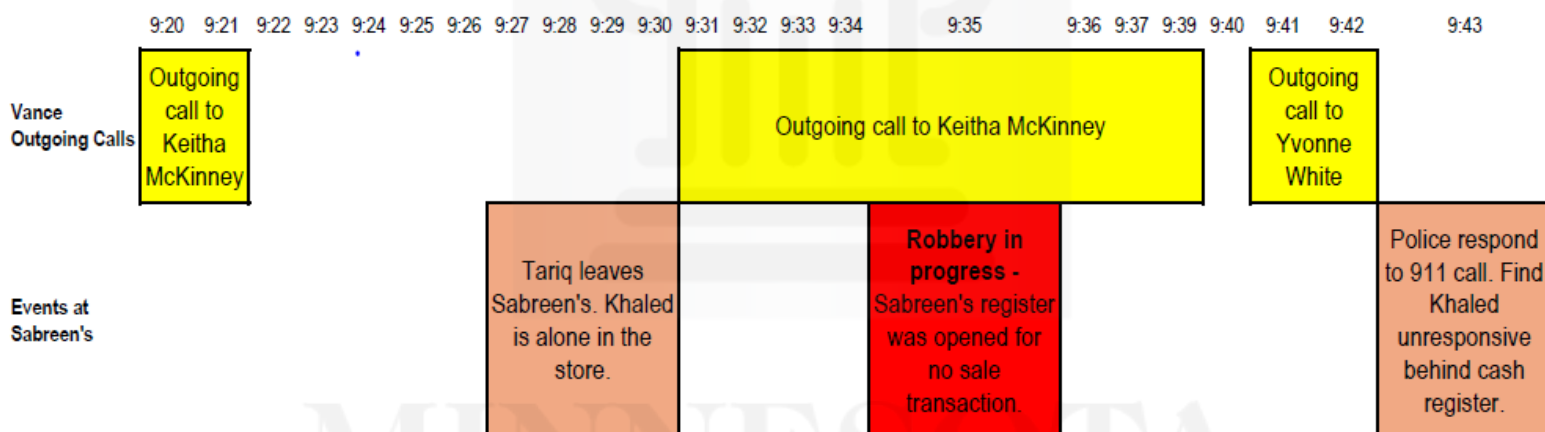 9:20 9:21 9:22 9:23 9:24 9:25 9:26 9:27 9:28 9:29 9:30 9:31 9:32 9:33 9:34 9:35 9:36 9:37 9:39 9:40 9:41 9:42 9:43
Vance
Outgoing Calls
Outgoing
call to
Keitha
McKinney
Outgoing call to Keitha McKinney
Outgoing
call to
Yvonne
White
Events at
Sabreen's
Tariq leaves
Sabreen's. Khaled
is alone in the
store.
Robbery in
progress -
Sabreen's register
was opened for
no sale
transaction.
Police respond
to 911 call. Find
Khaled
unresponsive
behind cash
register.
MINNESOTA